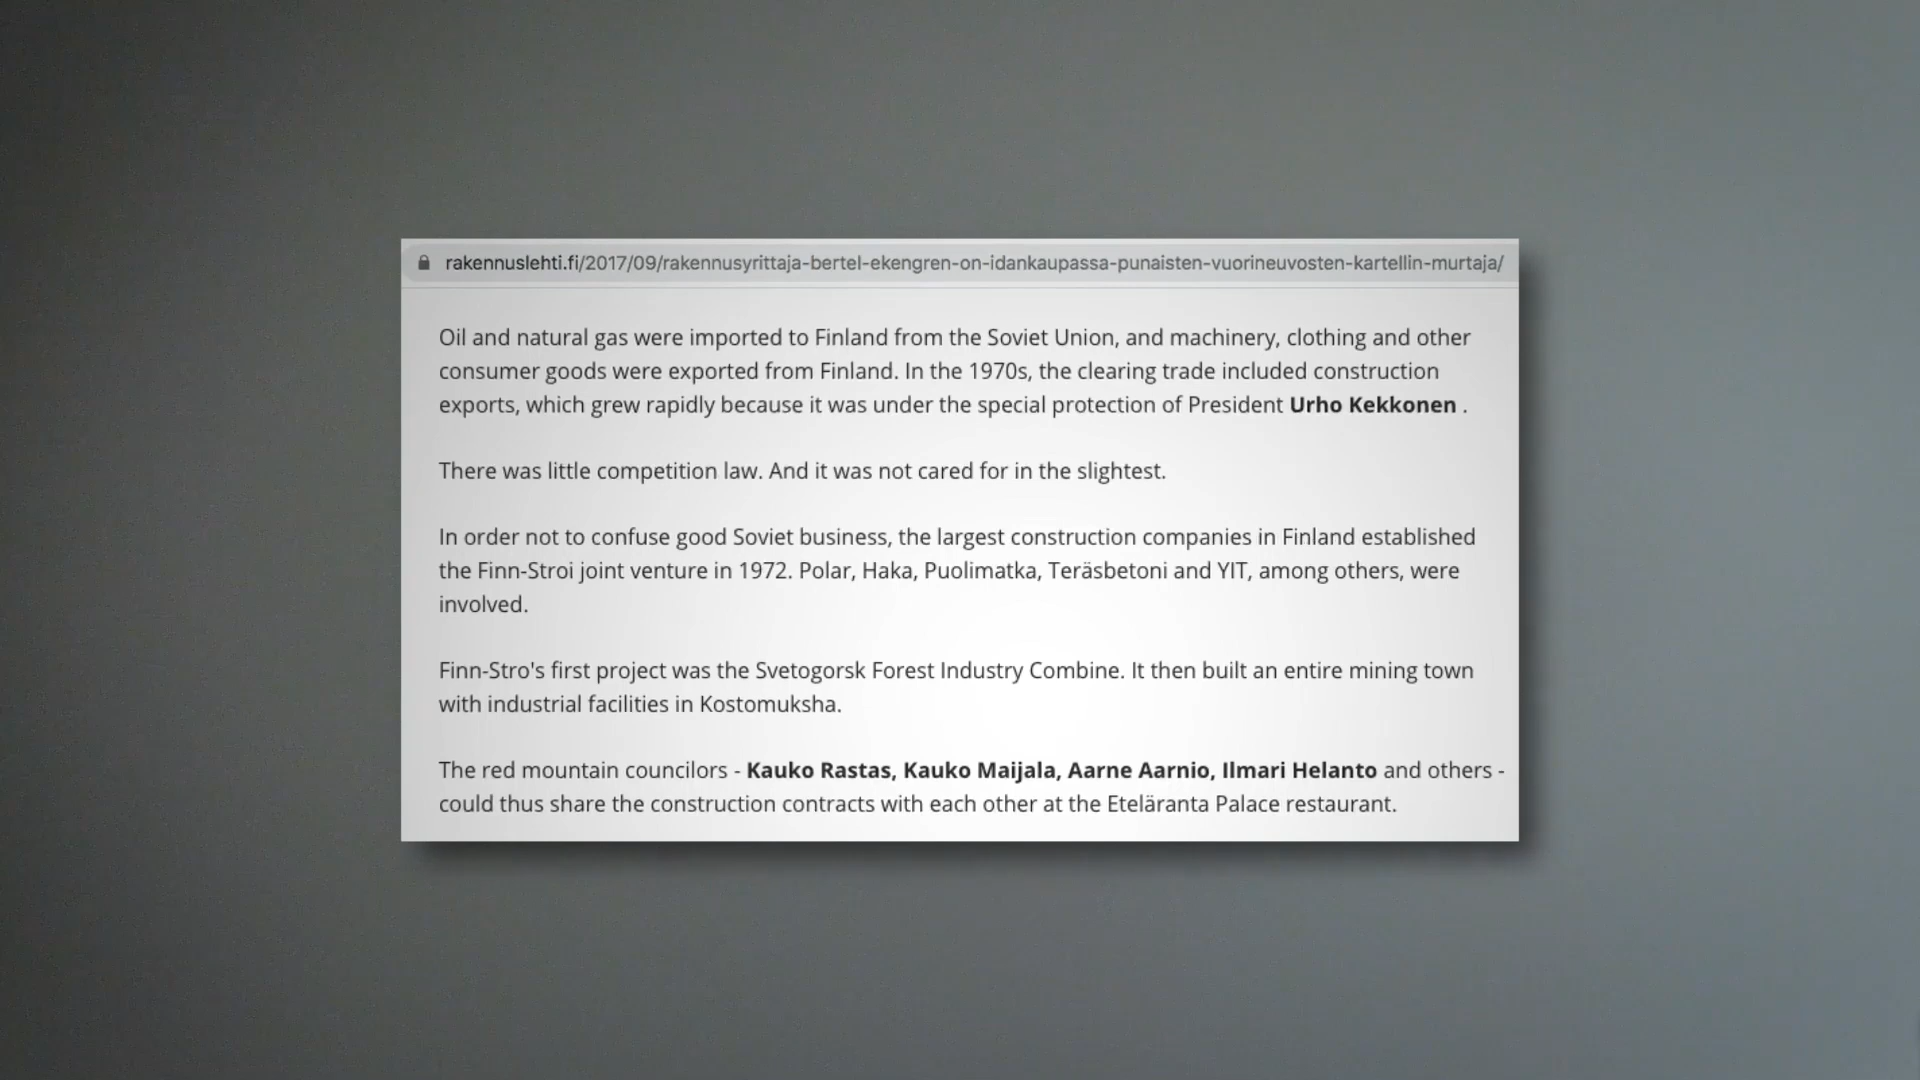 rakennuslehti.fi/2017/09/rakennusyrittaja-bertel-ekengren-on-idankaupassa-punaisten-vuorineuvosten-kartellin-murtaja/
Oil and natural gas were imported to Finland from the Soviet Union, and machinery, clothing and other
consumer goods were exported from Finland. In the 1970s, the clearing trade included construction
exports, which grew rapidly because it was under the special protection of President Urho Kekkonen .
There was little competition law. And it was not cared for in the slightest.
In order not to confuse good Soviet business, the largest construction companies in Finland established
the Finn-Stroi joint venture in 1972. Polar, Haka, Puolimatka, Teräsbetoni and YIT, among others, were
involved.
Finn-Stro's first project was the Svetogorsk Forest Industry Combine. It then built an entire mining town
with industrial facilities in Kostomuksha.
The red mountain councilors - Kauko Rastas, Kauko Maijala, Aarne Aarnio, Ilmari Helanto and others -
could thus share the construction contracts with each other at the Eteläranta Palace restaurant.